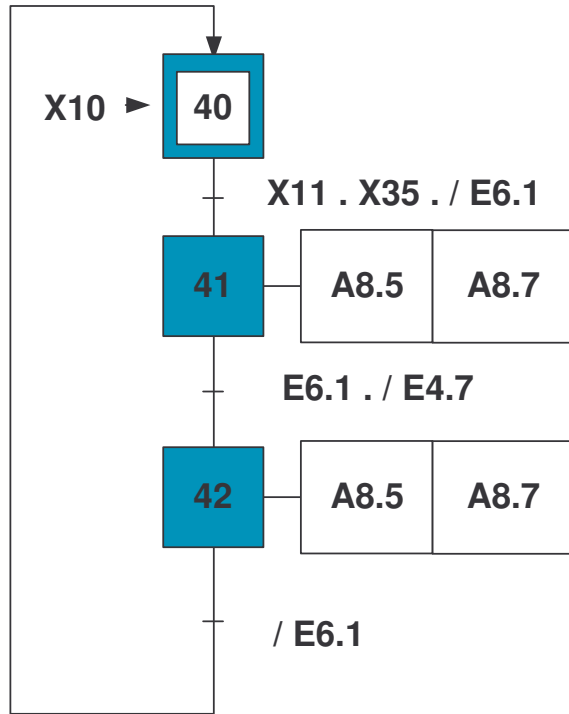 X10 40
X11 . X35 . / E6.1
41 A8.5 A8.7
E6.1 . / E4.7
42 A8.5 A8.7
/ E6.1